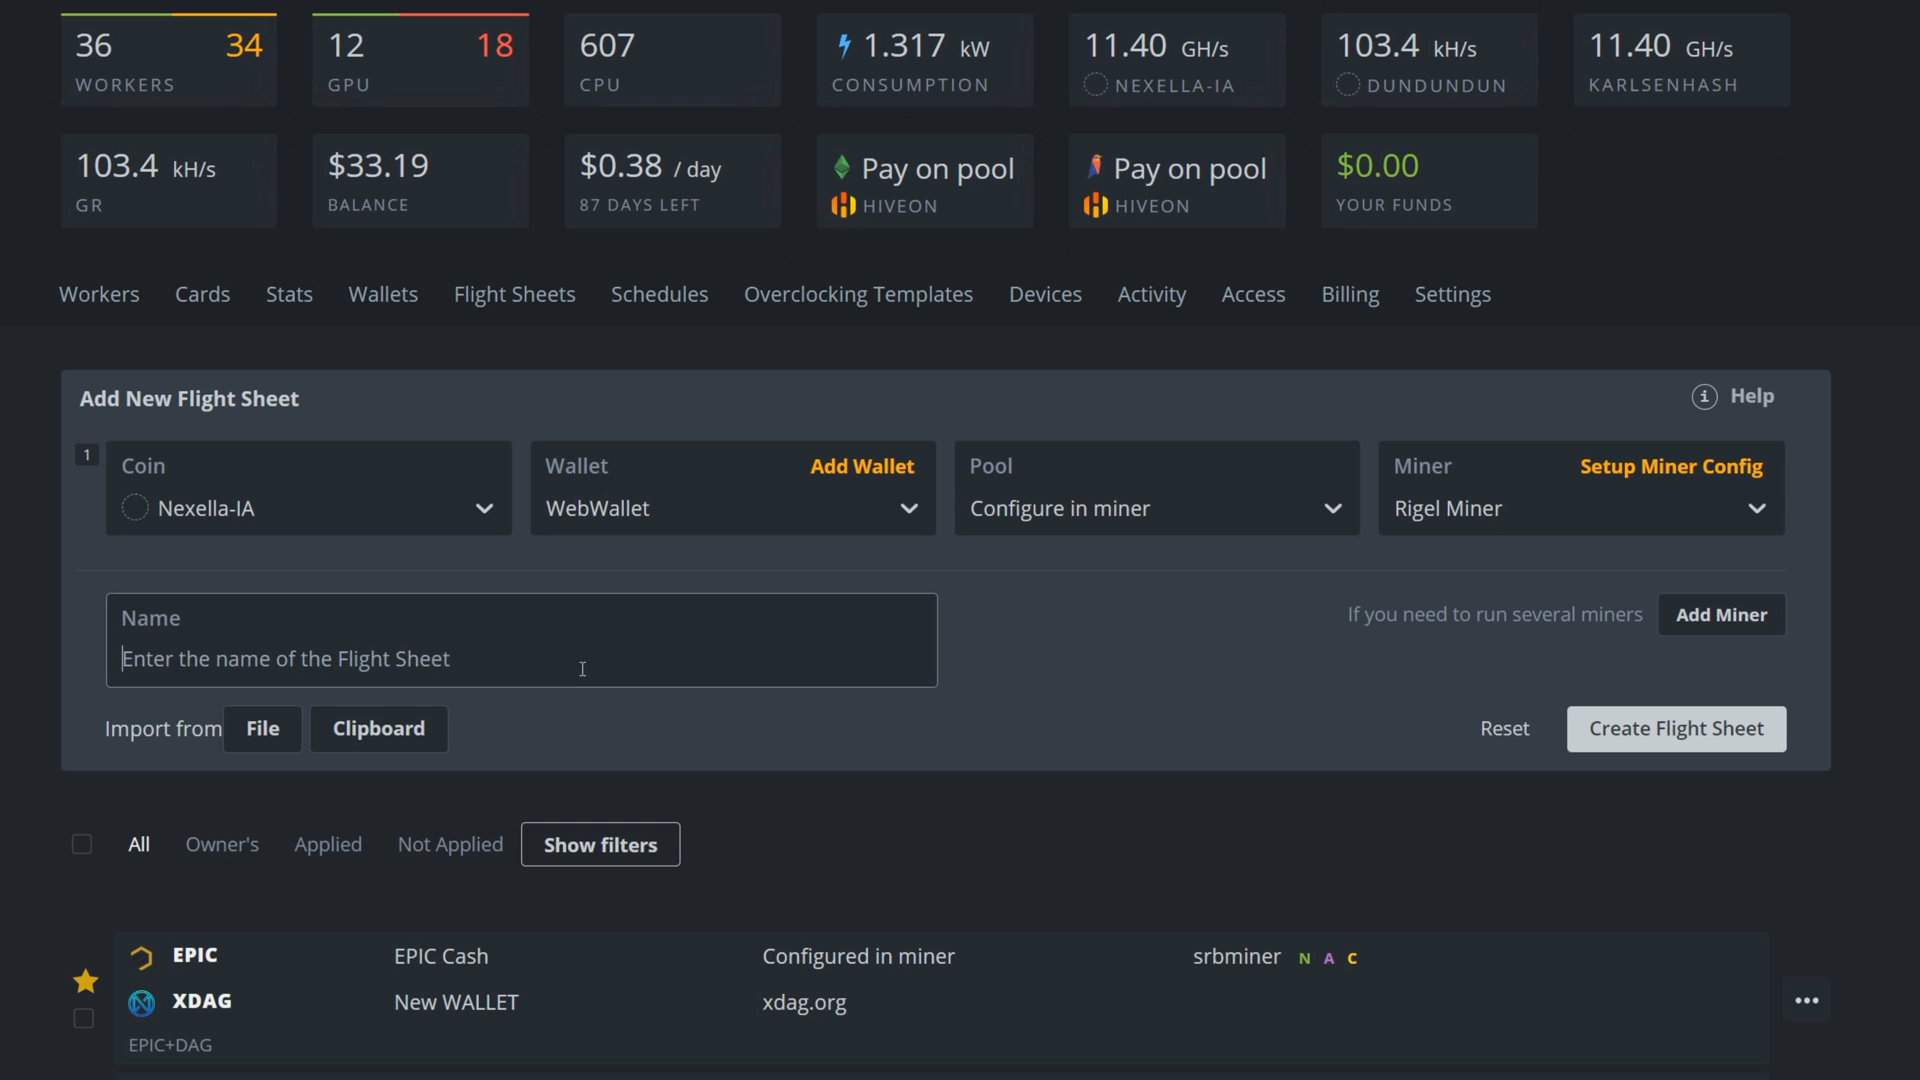 36 34
WORKERS
12 18
GPU
607
CPU
1.317 kW
CONSUMPTION
11.40 GH/s
NEXELLA-IA
103.4 kH/s
DUNDUNDUN
11.40 GH/s
KARLSENHASH
103.4 kH/s
GR
$33.19
BALANCE
$0.38 / day
87 DAYS LEFT
Pay on pool
HIVEON
Pay on pool
HIVEON
$0.00
YOUR FUNDS
Workers Cards Stats Wallets Flight Sheets Schedules Overclocking Templates Devices Activity Access Billing Settings
Add New Flight Sheet
i Help
1
Coin
Nexella-IA
Wallet Add Wallet
WebWallet
Pool
Configure in miner
Miner Setup Miner Config
Rigel Miner
Name
Enter the name of the Flight Sheet
If you need to run several miners Add Miner
Import from File Clipboard
Reset Create Flight Sheet
All Owner's Applied Not Applied Show filters
EPIC EPIC Cash Configured in miner srbminer N A C
XDAG New WALLET xdag.org
EPIC+DAG